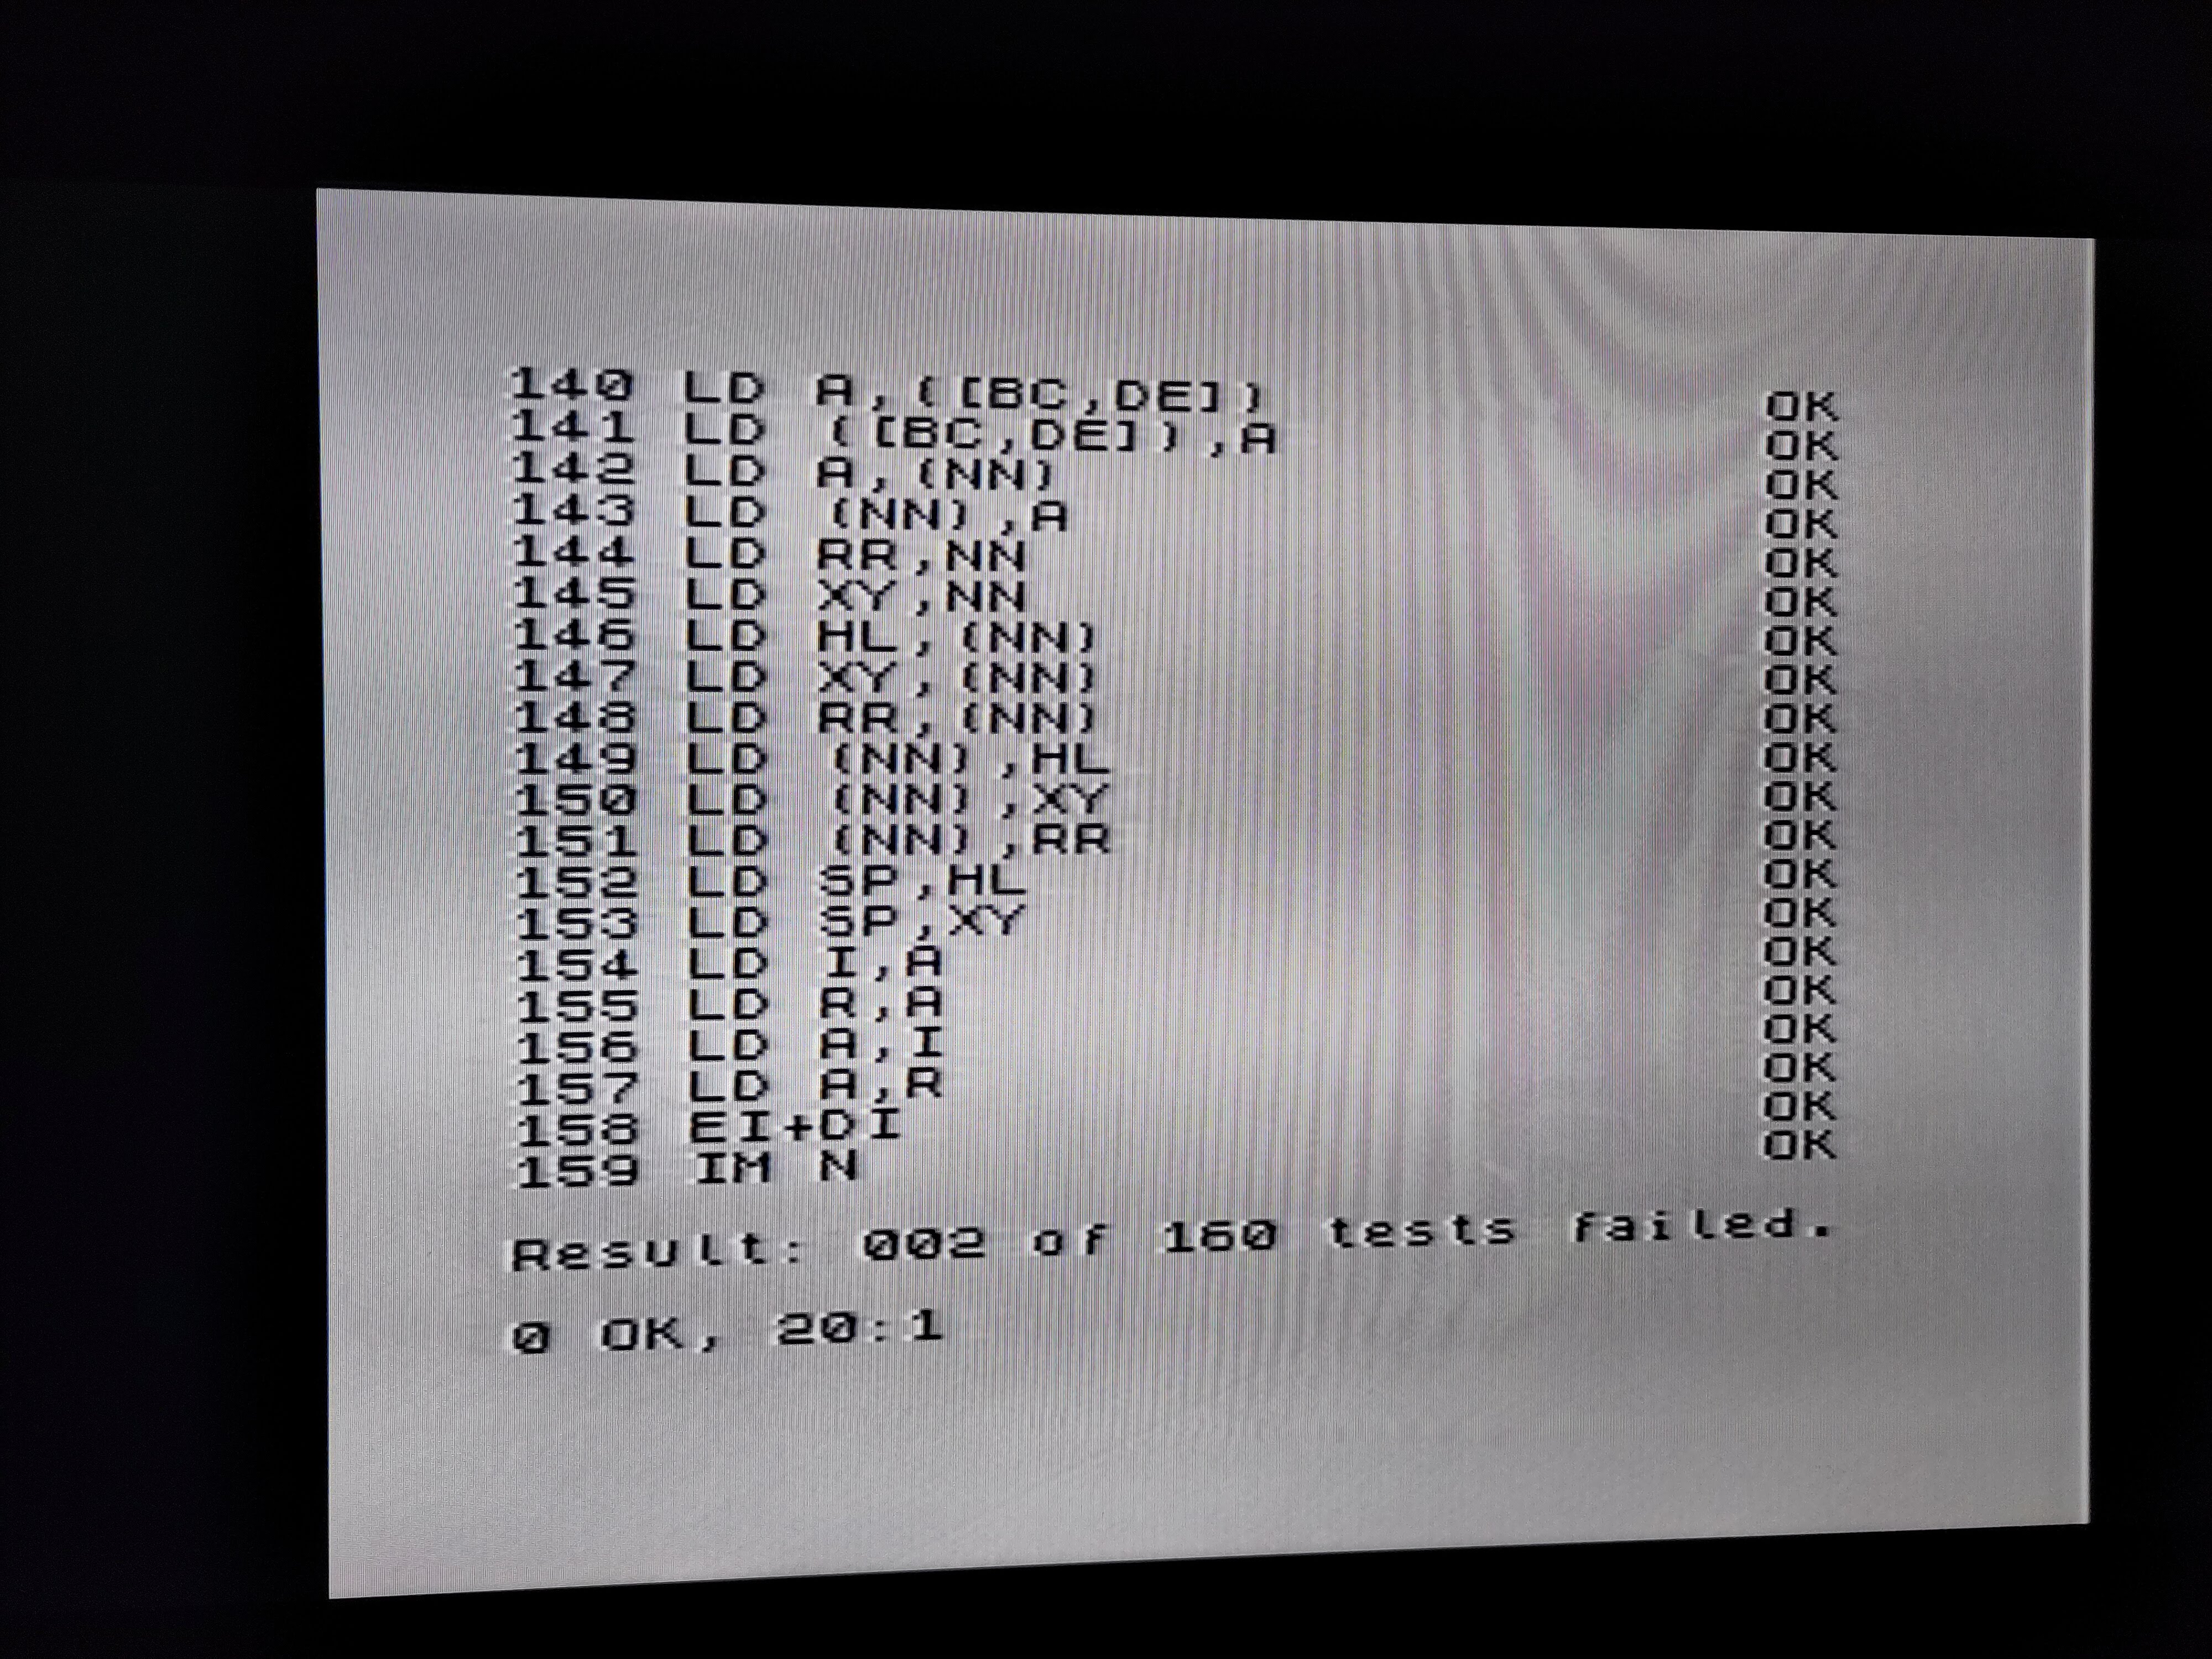 140 LD A,([BC,DE]) OK
141 LD ([BC,DE]),A OK
142 LD A,(NN) OK
143 LD (NN),A OK
144 LD RR,NN OK
145 LD XY,NN OK
146 LD HL,(NN) OK
147 LD XY,(NN) OK
148 LD RR,(NN) OK
149 LD (NN),HL OK
150 LD (NN),XY OK
151 LD (NN),RR OK
152 LD SP,HL OK
153 LD SP,XY OK
154 LD I,A OK
155 LD R,A OK
156 LD A,I OK
157 LD A,R OK
158 EI+DI OK
159 IM N OK
Result: 002 of 160 tests failed.
0 OK, 20:1